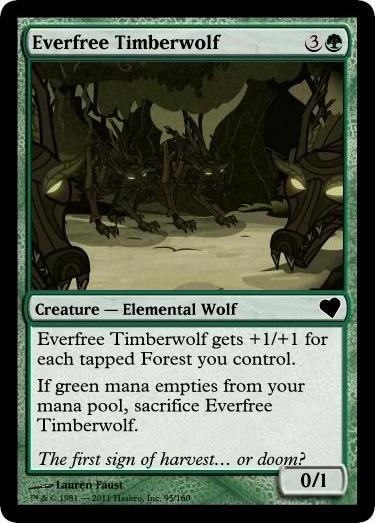 Everfree Timberwolf 3
Creature — Elemental Wolf
Everfree Timberwolf gets +1/+1 for
each tapped Forest you control.
If green mana empties from your
mana pool, sacrifice Everfree
Timberwolf.
The first sign of harvest... or doom?
0/1
Lauren Faust
™ & © 1981 — 2011 Hasbro, Inc. 95/160